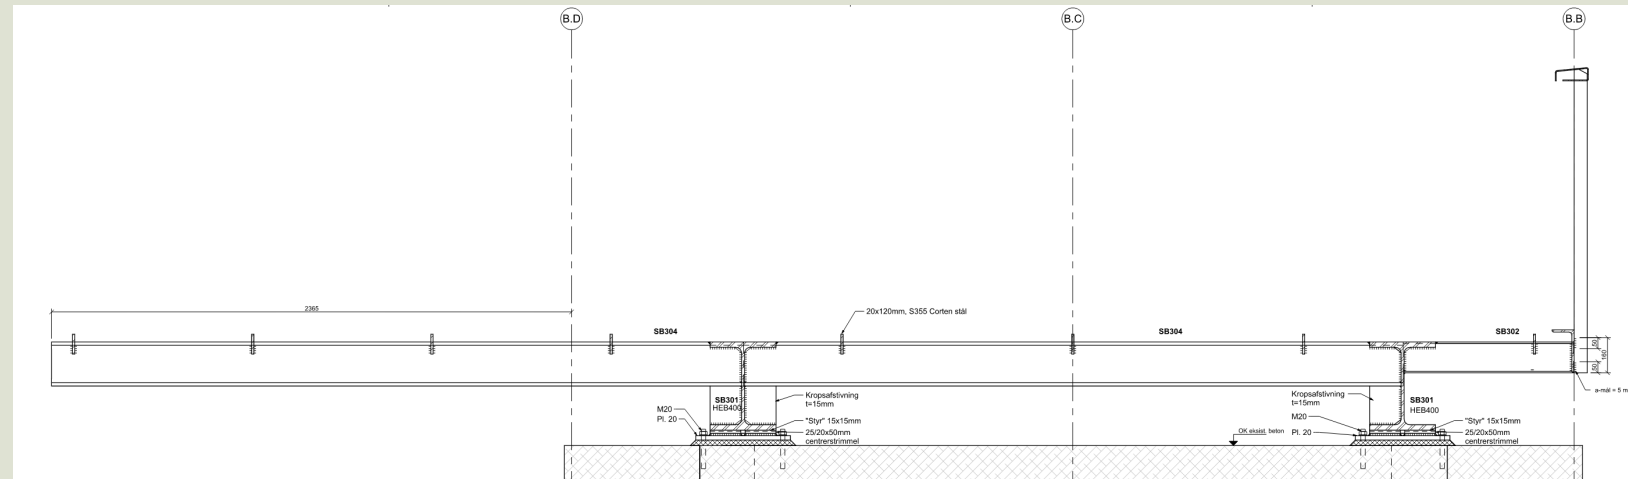 B.D
B.C
B.B
2365
20x120mm, S355 Corten stål
SB304
SB304
SB302
50
160
50
a-mål = 5 m
SB301
HEB400
Kropsafstivning
t=15mm
M20
Pl. 20
"Styr" 15x15mm
25/20x50mm
centrerstrimmel
OK eksist. beton
Kropsafstivning
t=15mm
M20
Pl. 20
SB301
HEB400
"Styr" 15x15mm
25/20x50mm
centrerstrimmel